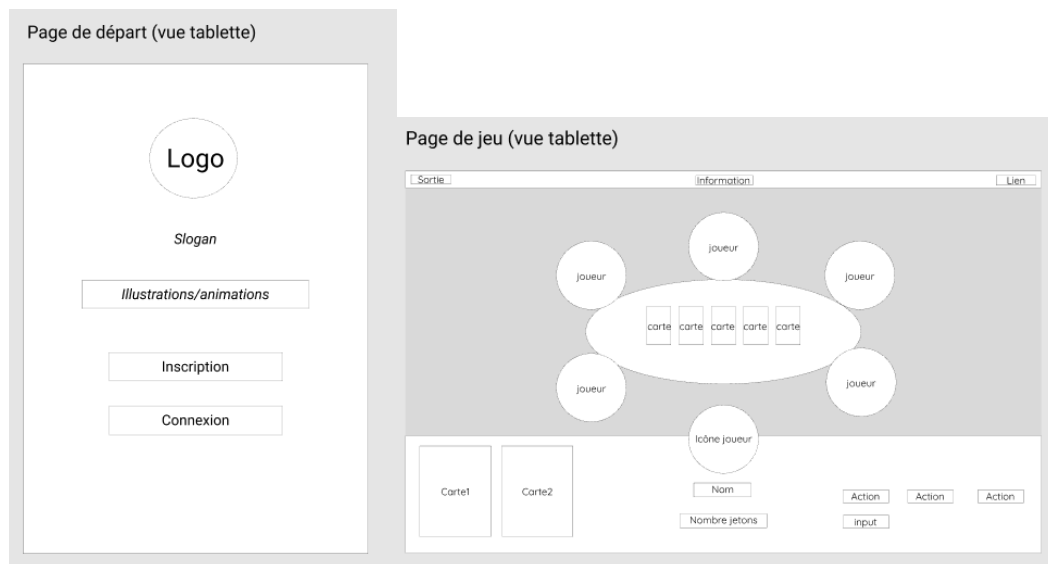 Page de départ (vue tablette)
Logo
Slogan
Illustrations/animations
Inscription
Connexion
Page de jeu (vue tablette)
Sortie Information Lien
joueur
joueur joueur
carte carte carte carte carte
joueur joueur
Icône joueur
Carte1 Carte2 Nom
Action Action Action
Nombre jetons input